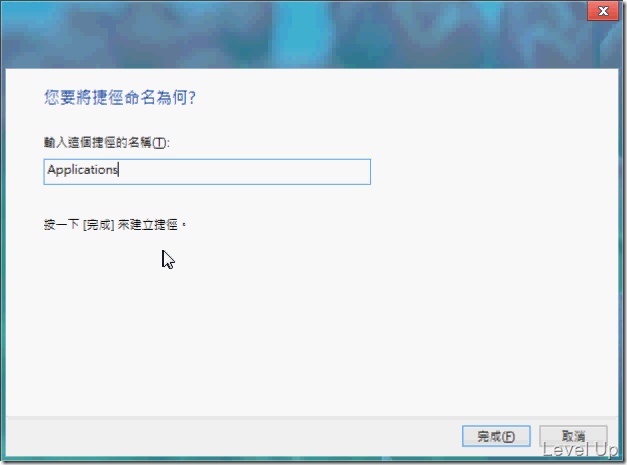 您要將捷徑命名為何?
輸入這個捷徑的名稱(T):
Applications
按一下 [完成] 來建立捷徑。
完成(F)
取消
Level Up